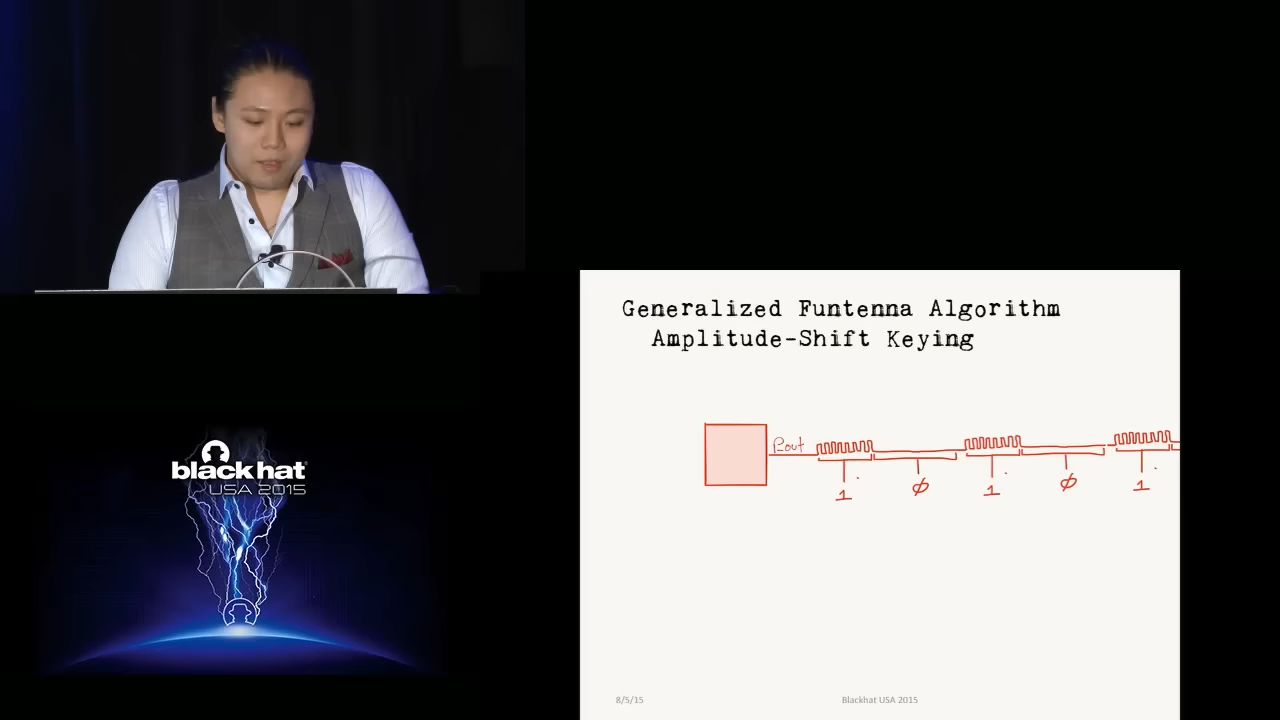 Generalized Funtenna Algorithm
Amplitude-Shift Keying
Pout
1 ϕ 1 ϕ 1
black hat
USA 2015
8/5/15 Blackhat USA 2015